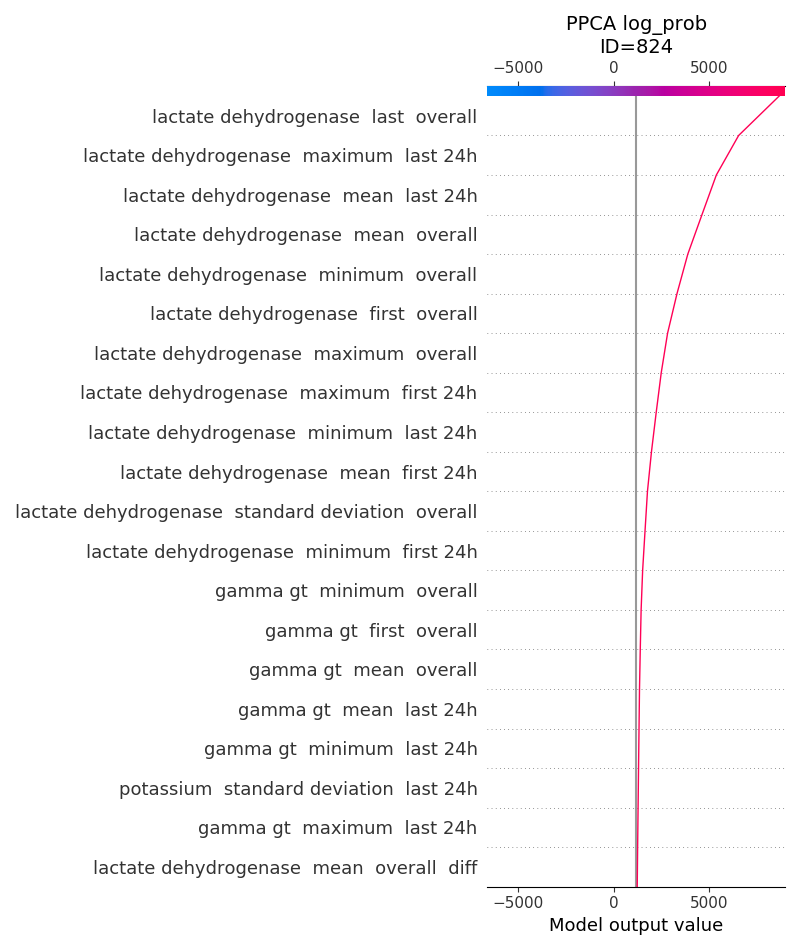 PPCA log_prob
ID=824
−5000 0 5000
lactate dehydrogenase last overall
lactate dehydrogenase maximum last 24h
lactate dehydrogenase mean last 24h
lactate dehydrogenase mean overall
lactate dehydrogenase minimum overall
lactate dehydrogenase first overall
lactate dehydrogenase maximum overall
lactate dehydrogenase maximum first 24h
lactate dehydrogenase minimum last 24h
lactate dehydrogenase mean first 24h
lactate dehydrogenase standard deviation overall
lactate dehydrogenase minimum first 24h
gamma gt minimum overall
gamma gt first overall
gamma gt mean overall
gamma gt mean last 24h
gamma gt minimum last 24h
potassium standard deviation last 24h
gamma gt maximum last 24h
lactate dehydrogenase mean overall diff
−5000 0 5000
Model output value